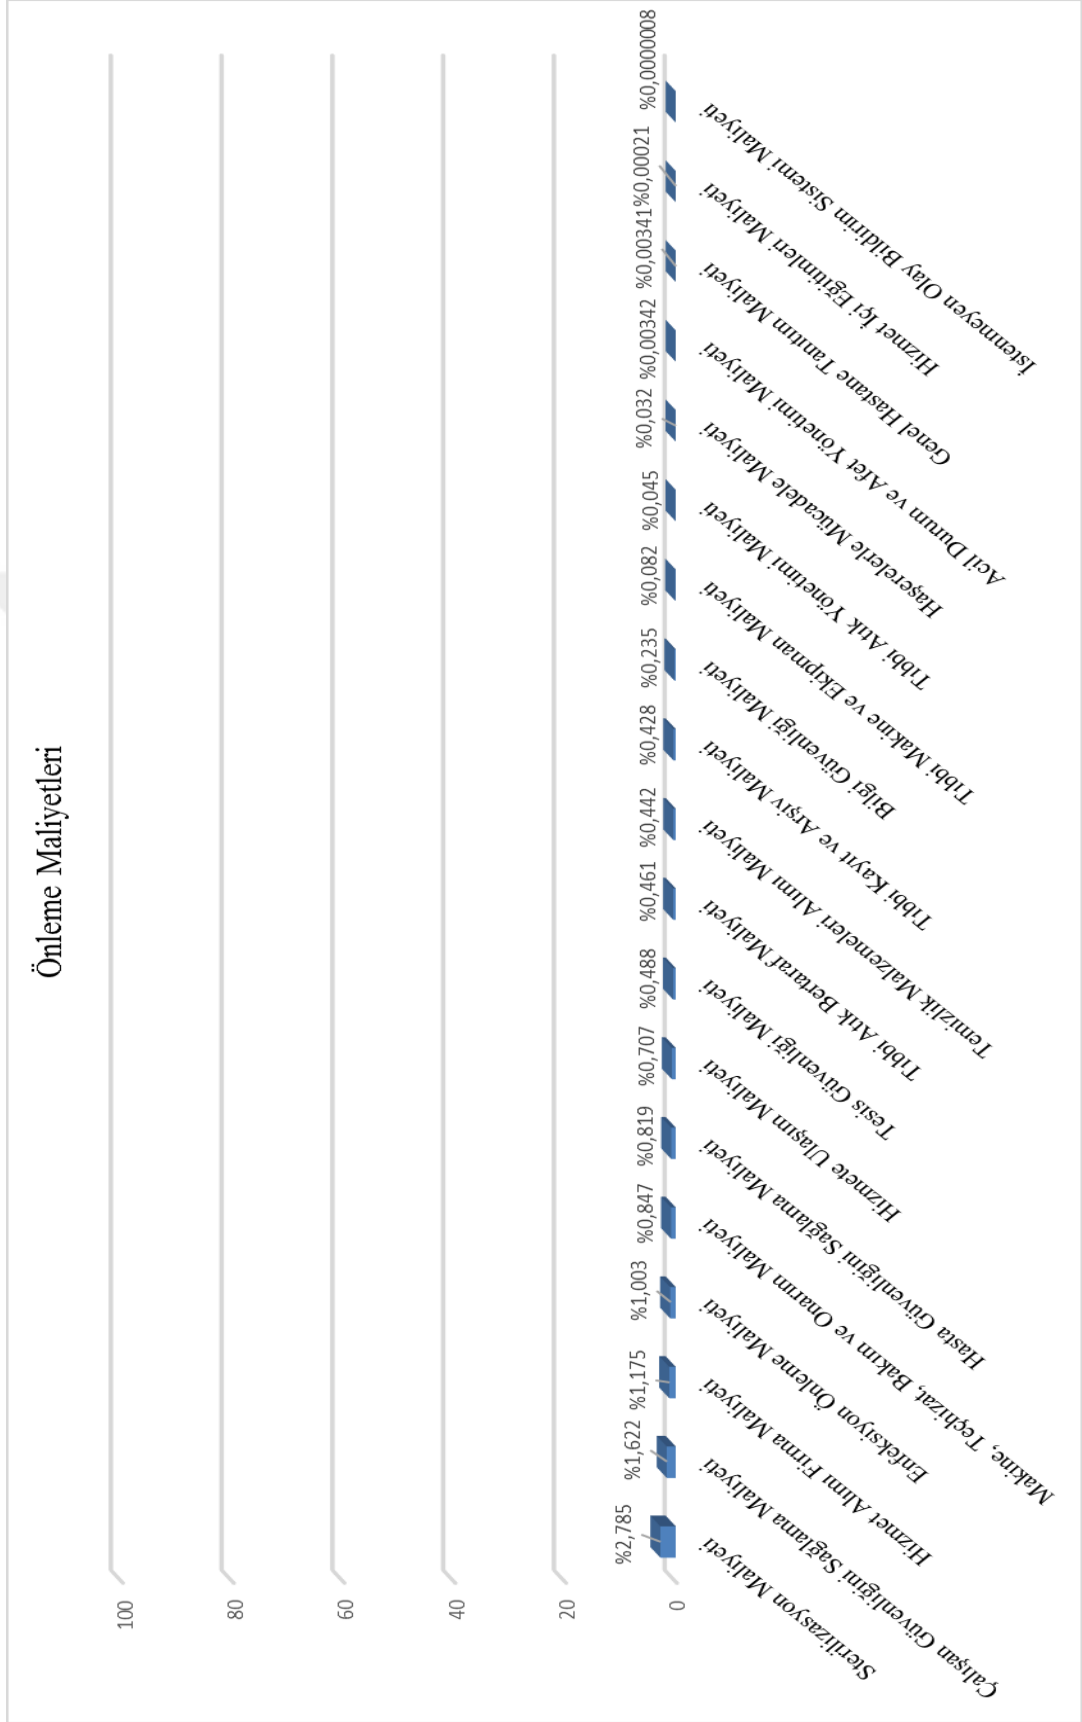 Önleme Maliyetleri
100
80
60
40
20
0
%2,785
%1,622
%1,175
%1,003
%0,847
%0,819
%0,707
%0,488
%0,461
%0,442
%0,428
%0,235
%0,082
%0,045
%0,032
%0,00342
%0,00341
%0,00021
%0,0000008
Sterilizasyon Maliyeti
Çalışan Güvenliğini Sağlama Maliyeti
Hizmet Alımı Firma Maliyeti
Enfeksiyon Önleme Maliyeti
Makine, Teçhizat, Bakım ve Onarım Maliyeti
Hasta Güvenliğini Sağlama Maliyeti
Hizmete Ulaşım Maliyeti
Tesis Güvenliği Maliyeti
Tıbbi Atık Bertaraf Maliyeti
Temizlik Malzemeleri Alımı Maliyeti
Tıbbi Kayıt ve Arşiv Maliyeti
Bilgi Güvenliği Maliyeti
Tıbbi Makine ve Ekipman Maliyeti
Tıbbi Atık Yönetimi Maliyeti
Haşerelerle Mücadele Maliyeti
Acil Durum ve Afet Yönetimi Maliyeti
Genel Hastane Tanıtım Maliyeti
Hizmet İçi Eğitimleri Maliyeti
İstenmeyen Olay Bildirim Sistemi Maliyeti